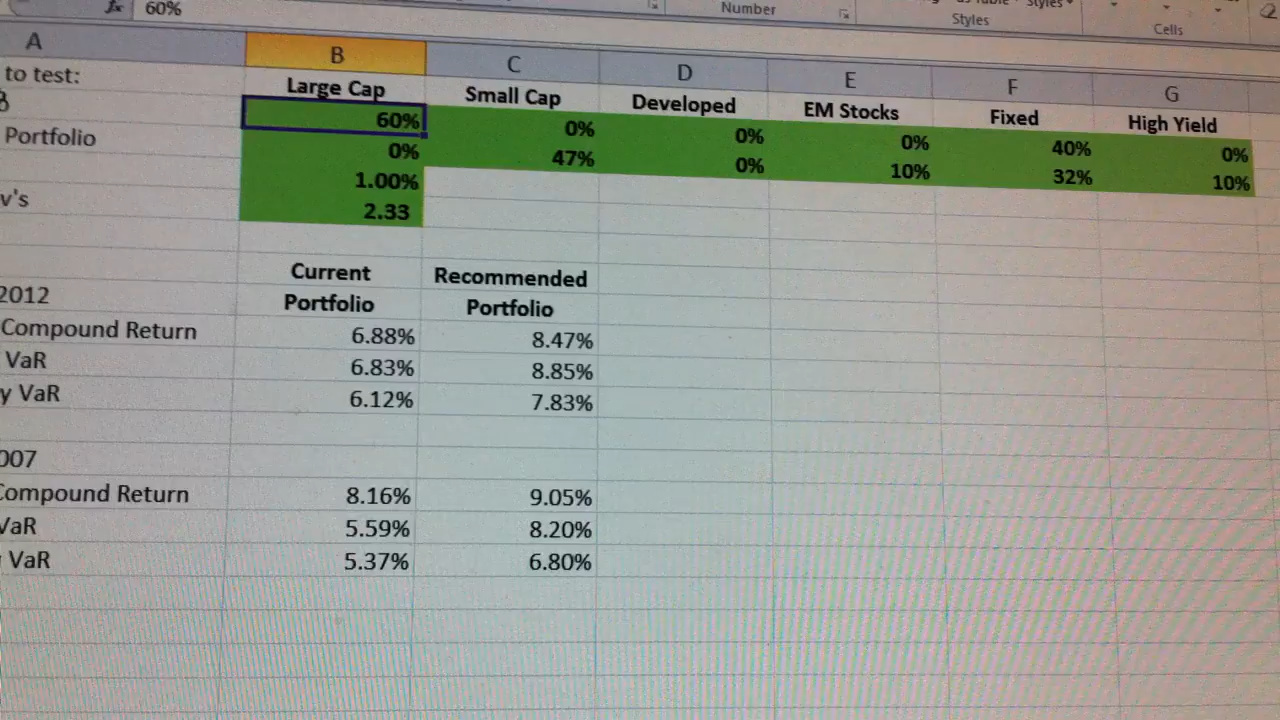 fx 60%
Number Styles Cells
A B C D E F G
to test: Large Cap Small Cap Developed EM Stocks Fixed High Yield
60% 0% 0% 0% 40% 0%
Portfolio 0% 47% 0% 10% 32% 10%
1.00%
v's 2.33
Current Recommended
2012 Portfolio Portfolio
Compound Return 6.88% 8.47%
VaR 6.83% 8.85%
y VaR 6.12% 7.83%
007
Compound Return 8.16% 9.05%
VaR 5.59% 8.20%
VaR 5.37% 6.80%